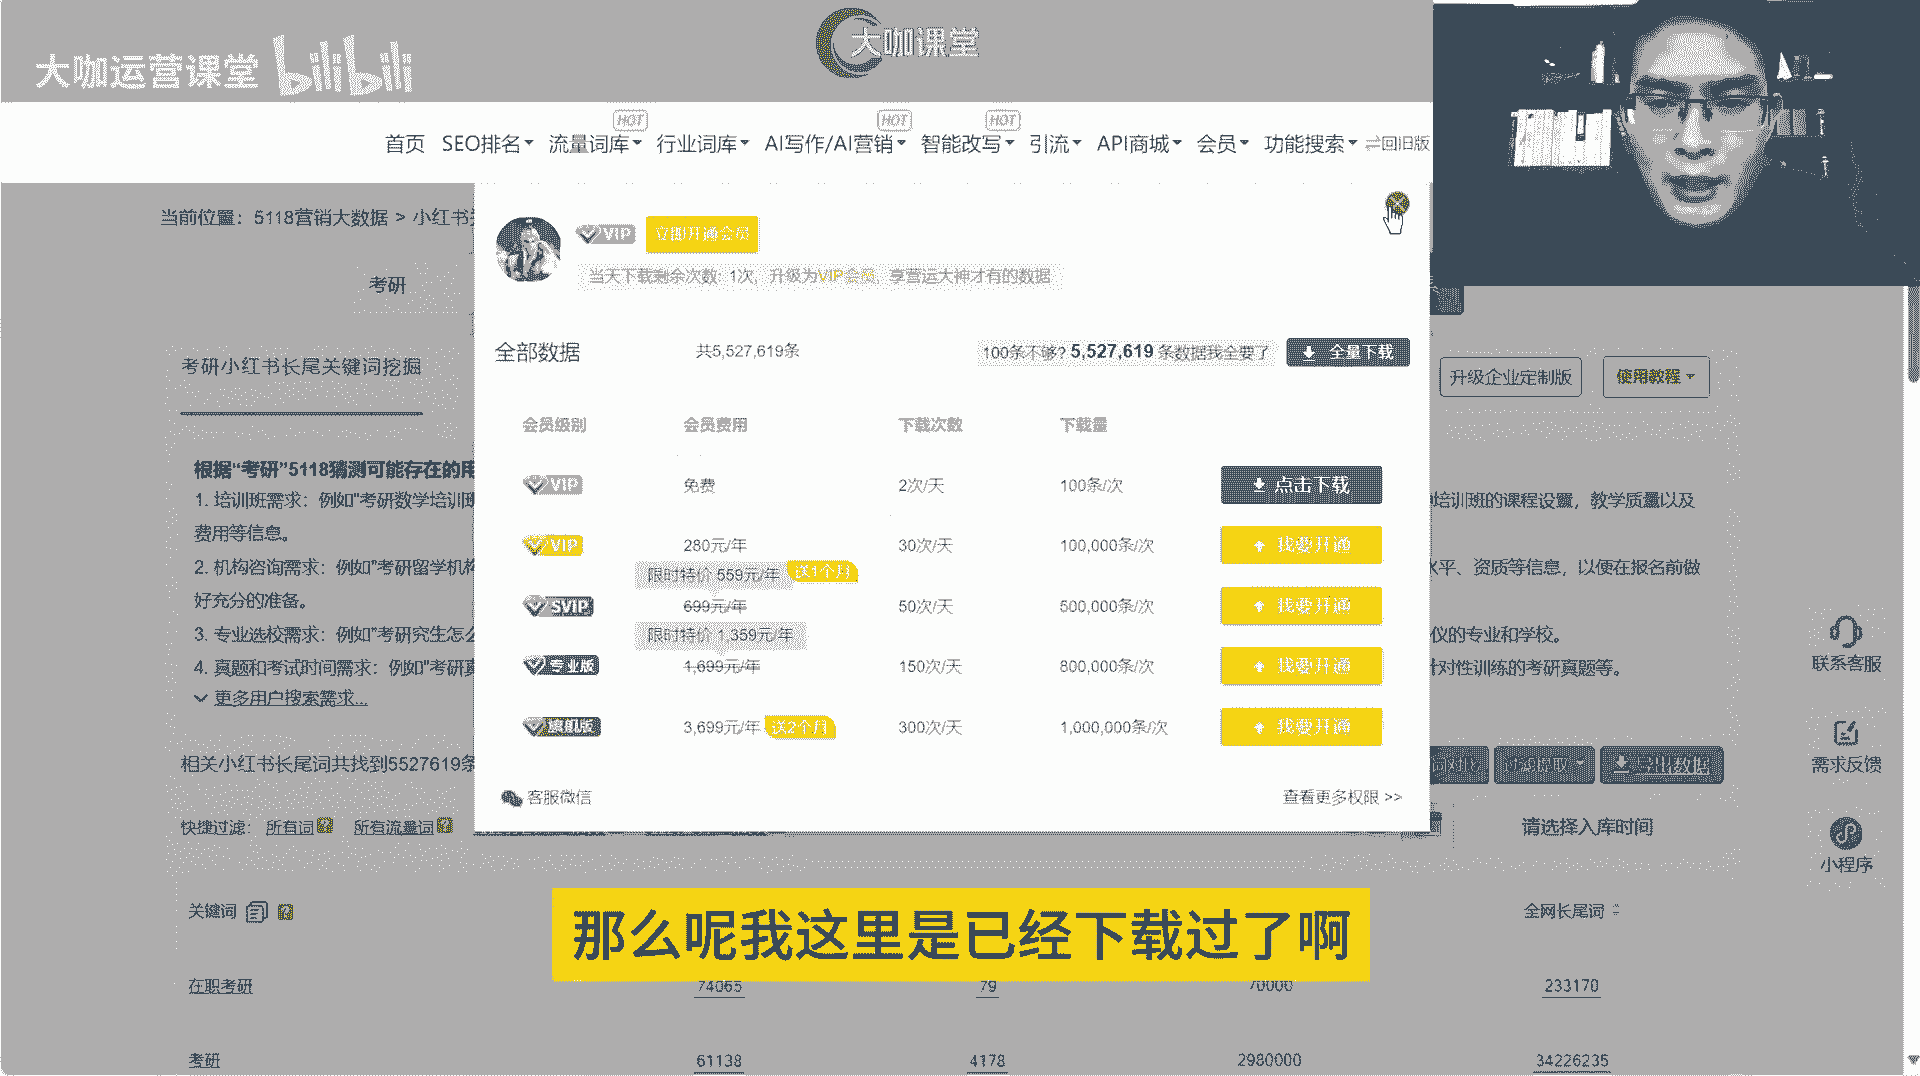 大咖运营课堂 bilibili
大咖课堂
HOT HOT HOT
首页 SEO排名 流量词库 行业词库 AI写作/AI营销 智能改写 引流 API商城 会员 功能搜索 回旧版
当前位置：5118营销大数据 > 小红书
VIP 立即开通会员
当天下载剩余次数: 1次，升级为VIP会员，享营运大神才有的数据
考研
全部数据 共5,527,619条 100条不够? 5,527,619 条数据我全要了 全量下载
考研小红书长尾关键词挖掘
升级企业定制版 使用教程
会员级别 会员费用 下载次数 下载量
根据“考研”5118猜测可能存在的用
VIP 免费 2次/天 100条/次 点击下载
1. 培训班需求：例如“考研数学培训班
培训班的课程设置，教学质量以及
费用等信息。
VIP 280元/年 30次/天 100,000条/次 我要开通
2. 机构咨询需求：例如“考研留学机构
水平、资质等信息，以便在报名前做
限时特价 559元/年 送1个月
好充分的准备。
SVIP 699元/年 50次/天 500,000条/次 我要开通
3. 专业选校需求：例如“考研究生怎么
仪的专业和学校。
限时特价 1,359元/年
4. 真题和考试时间需求：例如“考研真
针对性训练的考研真题等。
专业版 1,699元/年 150次/天 800,000条/次 我要开通
更多用户搜索需求...
旗舰版 3,699元/年 送2个月 300次/天 1,000,000条/次 我要开通
相关小红书长尾词共找到5527619条
过滤提取 导出数据
客服微信 查看更多权限 >>
快捷过滤： 所有词 所有流量词
请选择入库时间
联系客服
需求反馈
小程序
关键词 全网长尾词
那么呢我这里是已经下载过了啊
在职考研 74065 79 70000 233170
考研 61138 4178 2980000 34226235